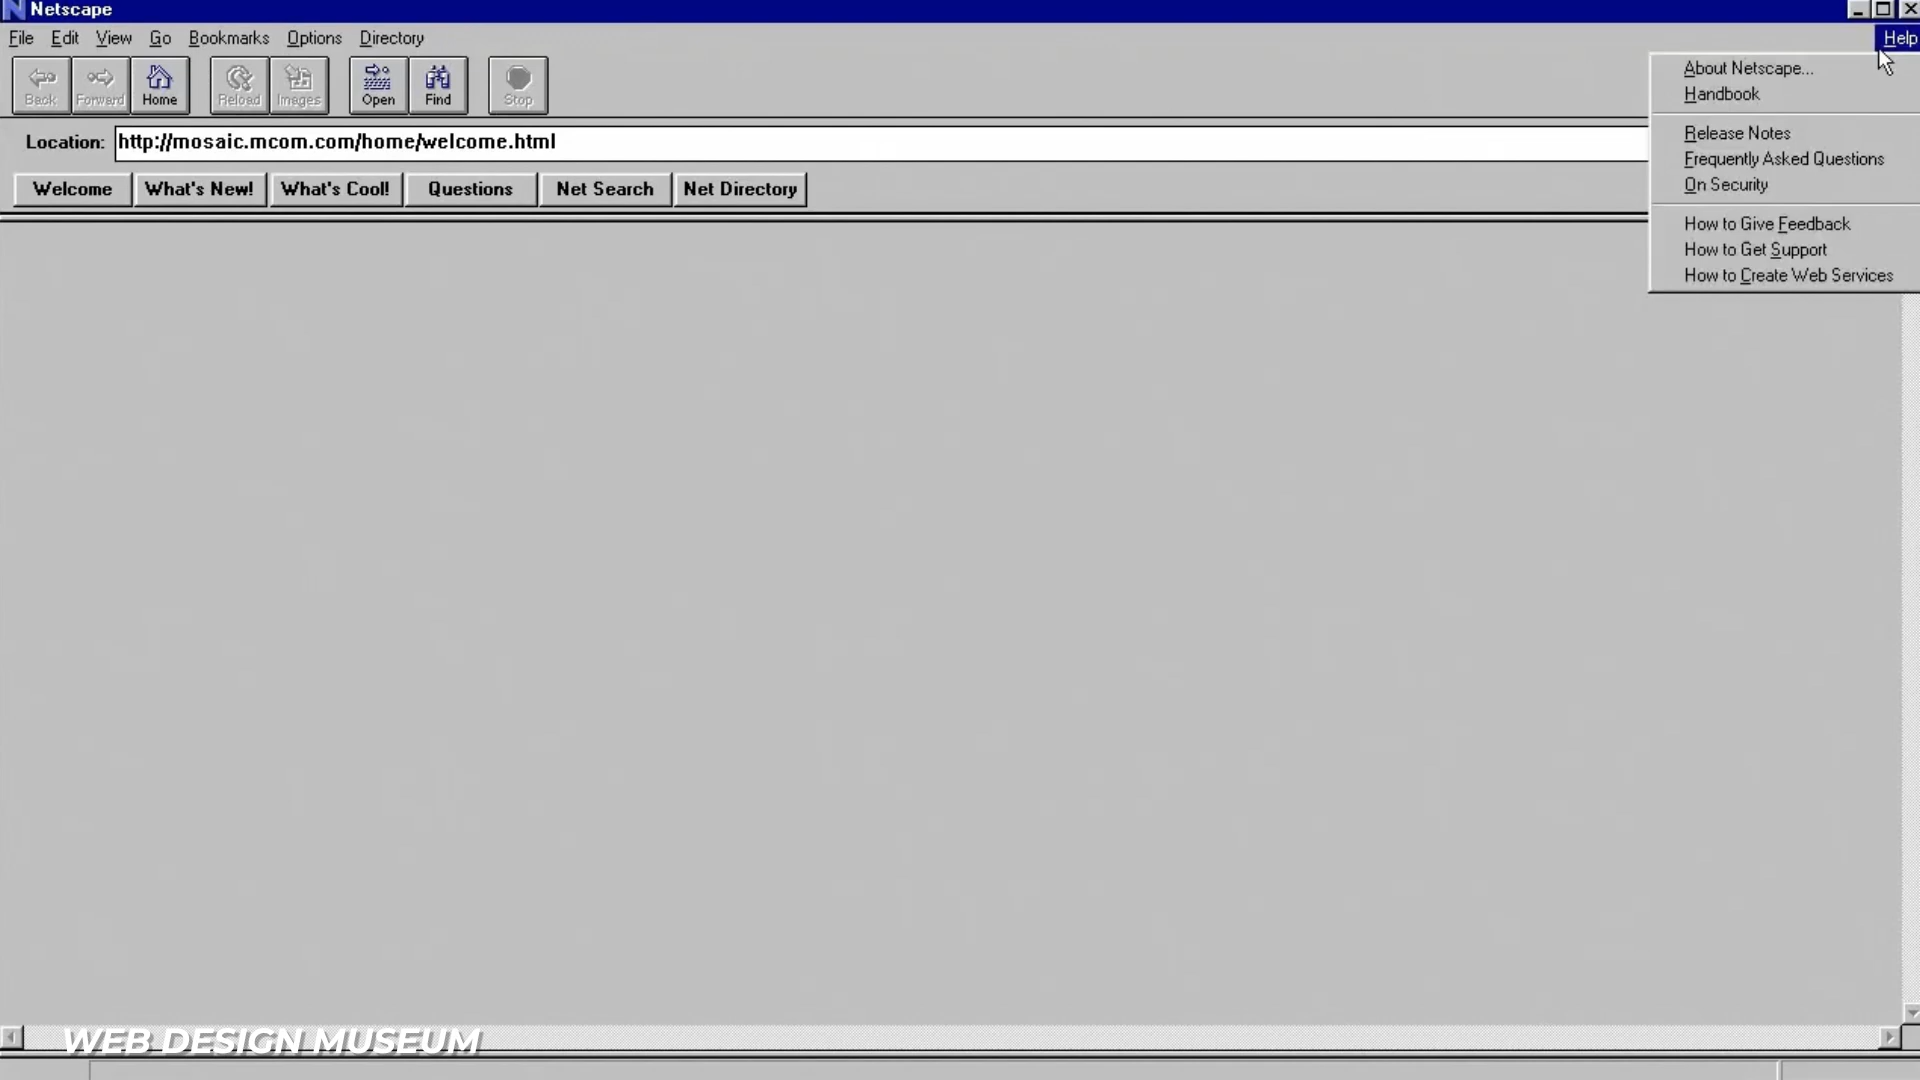 Netscape
File Edit View Go Bookmarks Options Directory Help
Back Forward Home Reload Images Open Find Stop
Location: http://mosaic.mcom.com/home/welcome.html
Welcome What's New! What's Cool! Questions Net Search Net Directory
About Netscape...
Handbook
Release Notes
Frequently Asked Questions
On Security
How to Give Feedback
How to Get Support
How to Create Web Services
WEB DESIGN MUSEUM